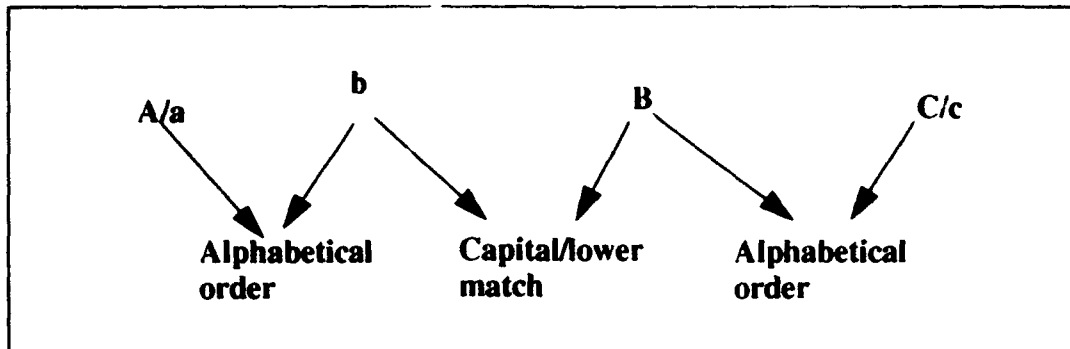 A/a b B C/c
Alphabetical Capital/lower Alphabetical
order match order